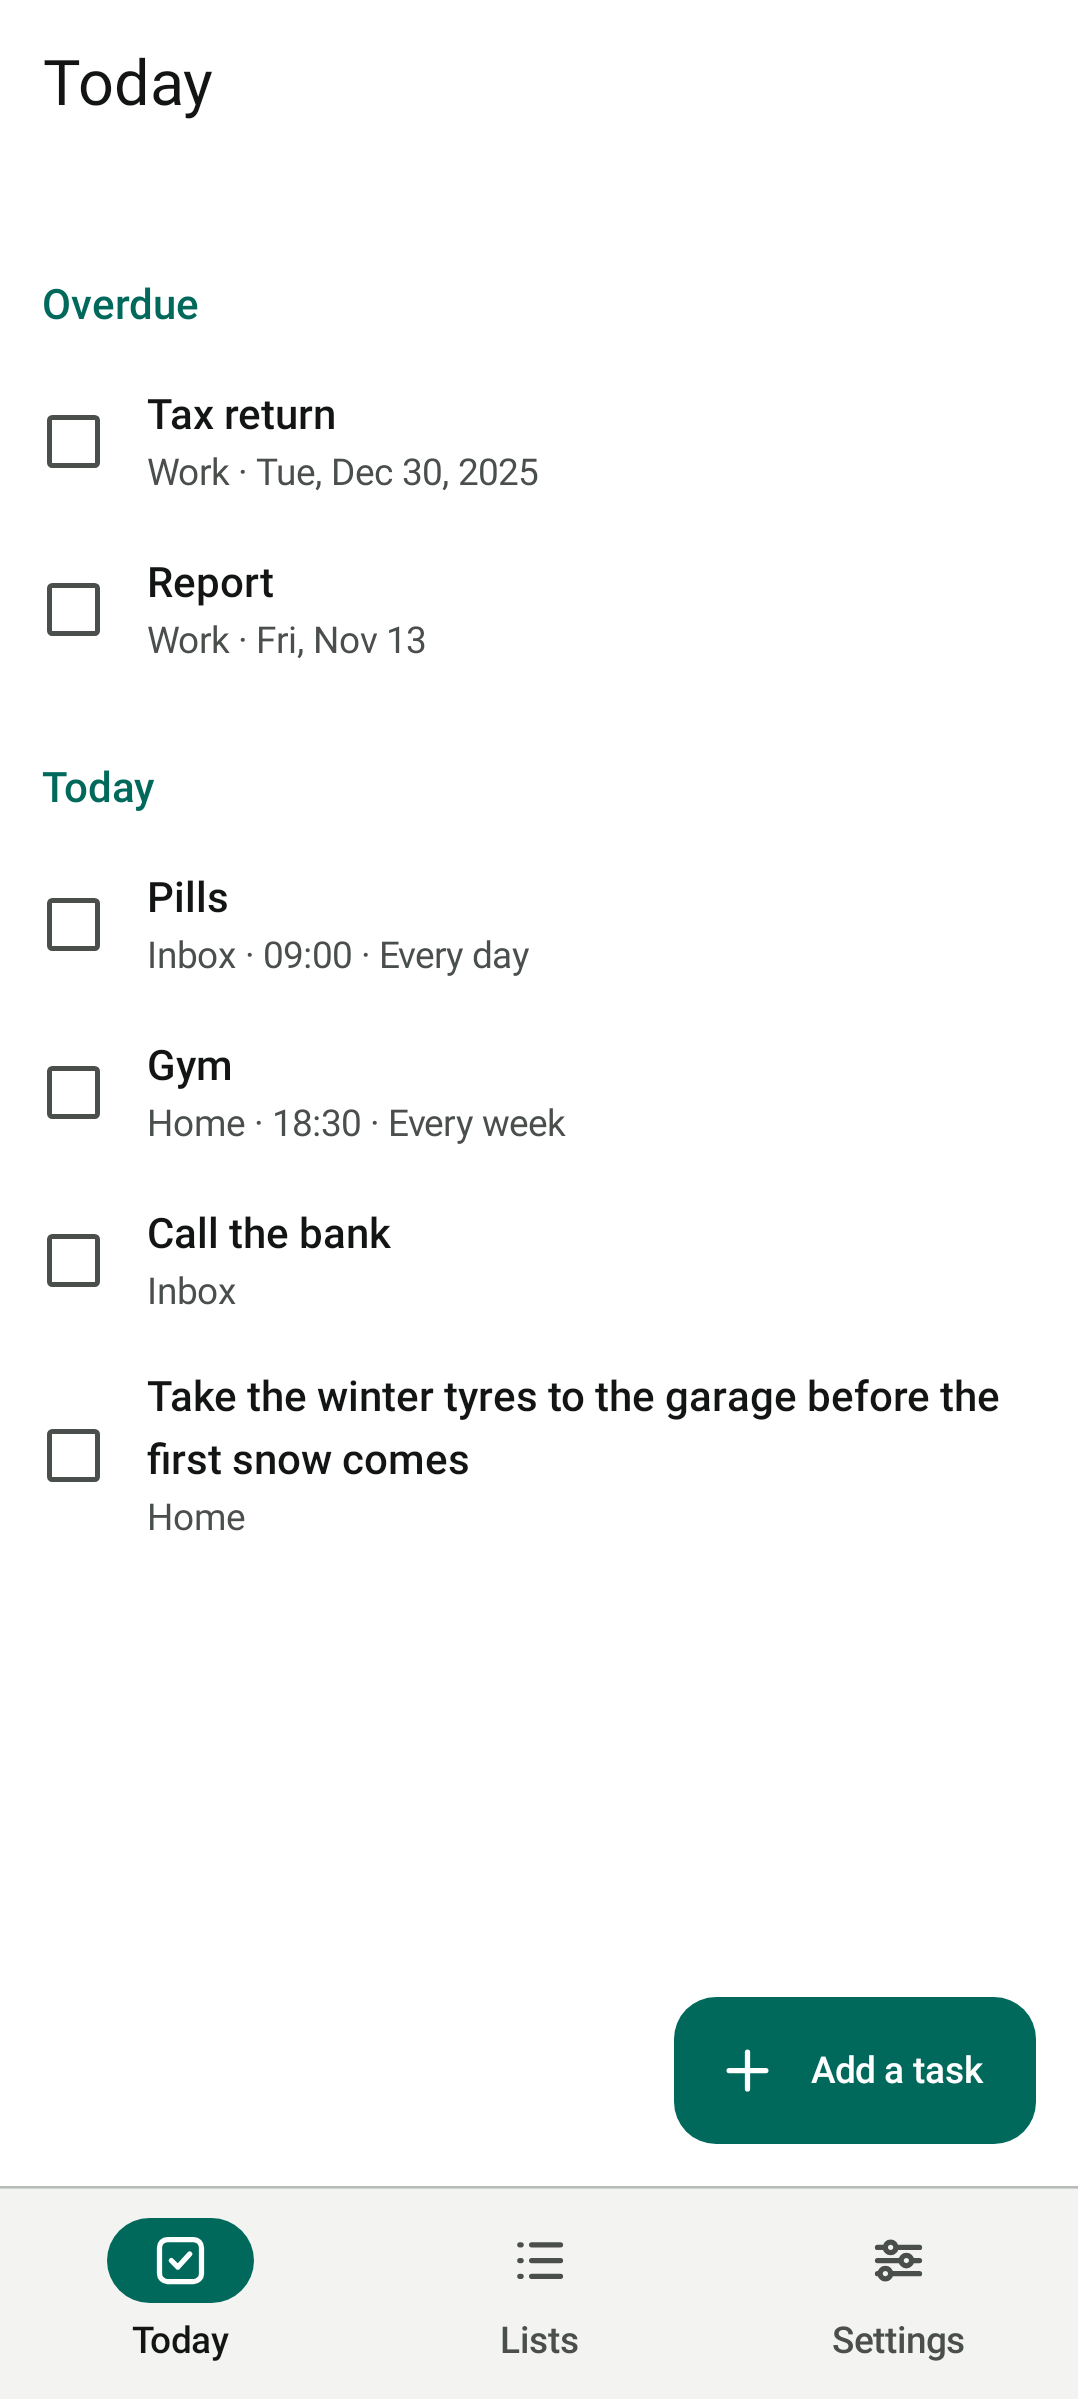 Today
Overdue
Tax return
Work · Tue, Dec 30, 2025
Report
Work · Fri, Nov 13
Today
Pills
Inbox · 09:00 · Every day
Gym
Home · 18:30 · Every week
Call the bank
Inbox
Take the winter tyres to the garage before the
first snow comes
Home
Add a task
Today
Lists
Settings